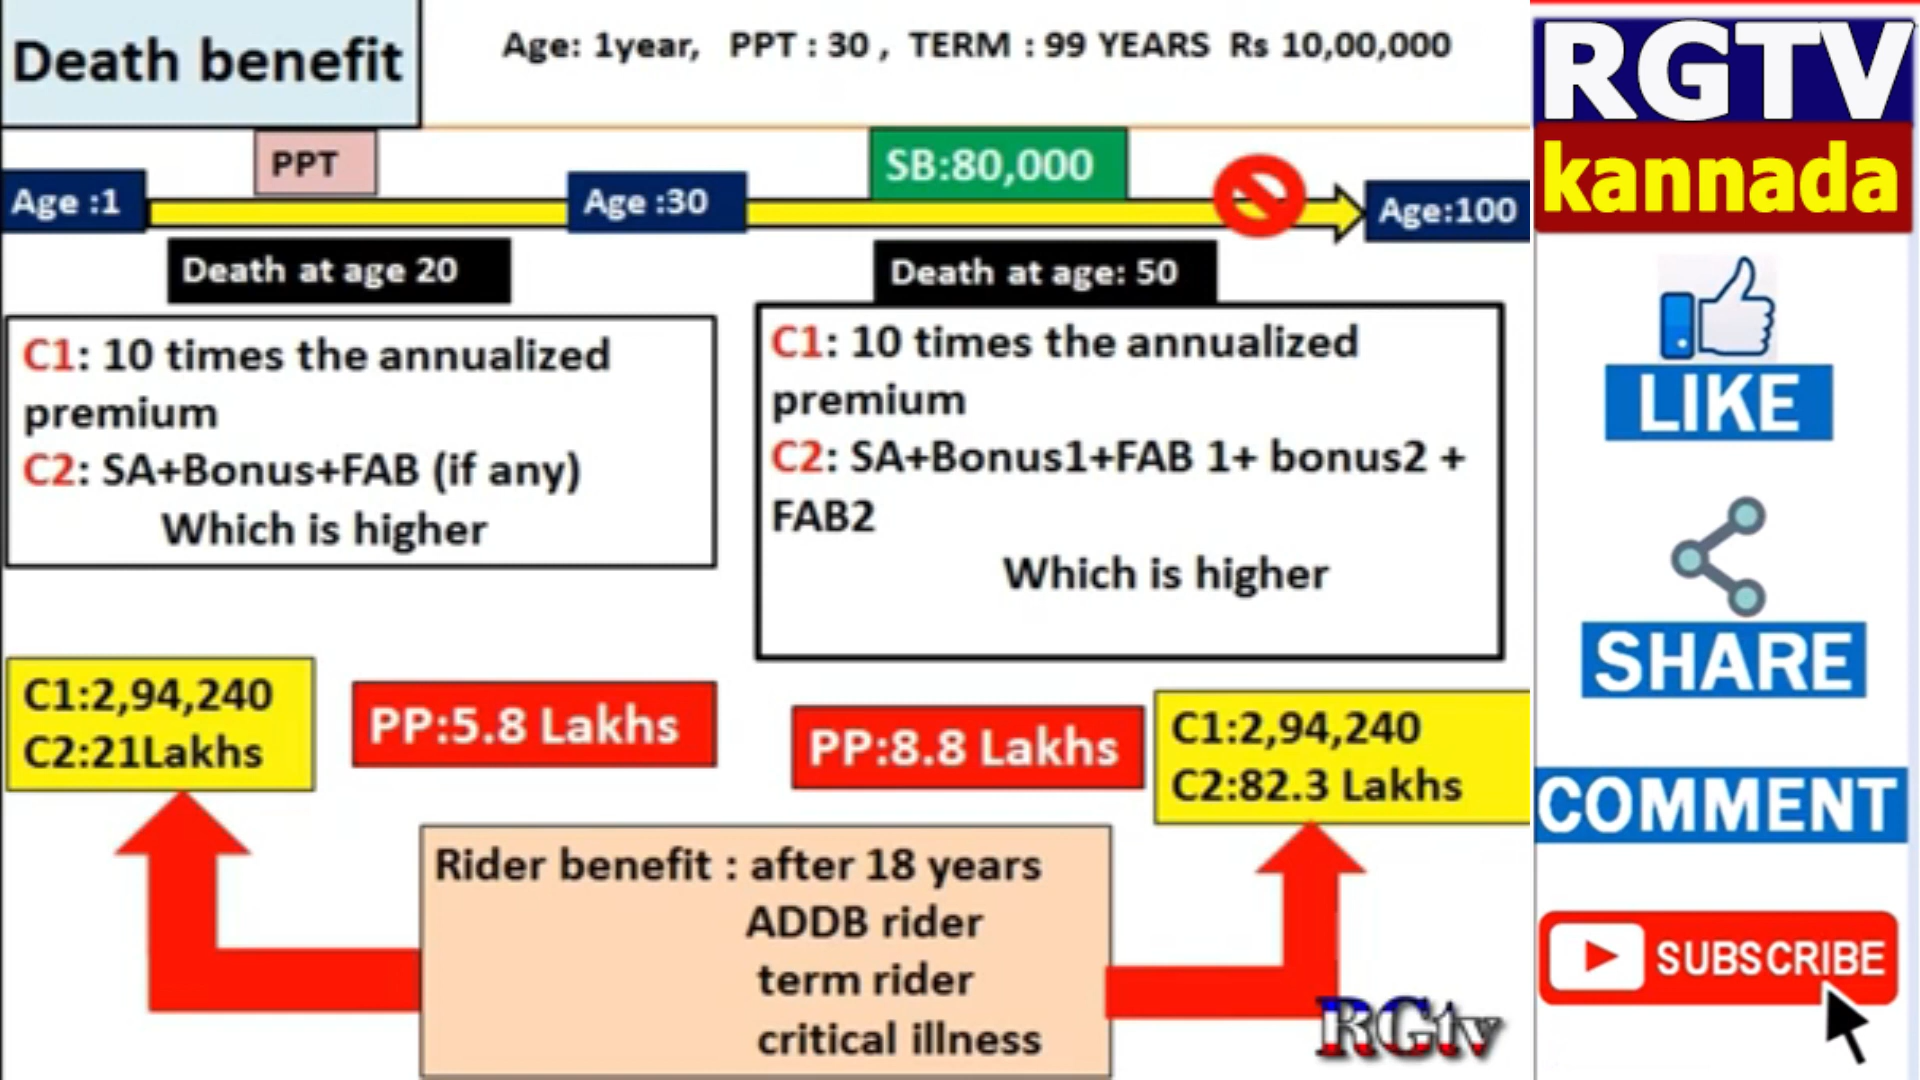 Death benefit
Age: 1year, PPT : 30 , TERM : 99 YEARS Rs 10,00,000
PPT
SB:80,000
Age :1
Age :30
Age:100
Death at age 20
Death at age: 50
C1: 10 times the annualized
premium
C2: SA+Bonus+FAB (if any)
Which is higher
C1: 10 times the annualized
premium
C2: SA+Bonus1+FAB 1+ bonus2 +
FAB2
Which is higher
C1:2,94,240
C2:21Lakhs
PP:5.8 Lakhs
PP:8.8 Lakhs
C1:2,94,240
C2:82.3 Lakhs
Rider benefit : after 18 years
ADDB rider
term rider
critical illness
RGtv
RGTV
kannada
LIKE
SHARE
COMMENT
SUBSCRIBE